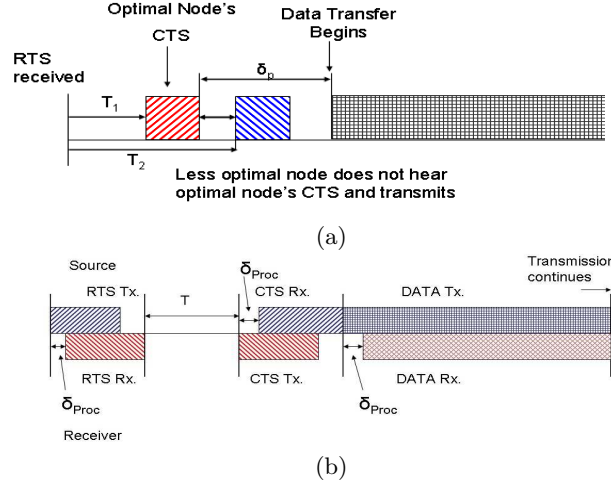 Optimal Node's
CTS
Data Transfer
Begins
RTS
received
δp
T1
T2
Less optimal node does not hear
optimal node's CTS and transmits
(a)
Source
δProc
Transmission
continues
RTS Tx.
T
CTS Rx.
DATA Tx.
RTS Rx.
CTS Tx.
DATA Rx.
δProc
δProc
Receiver
(b)